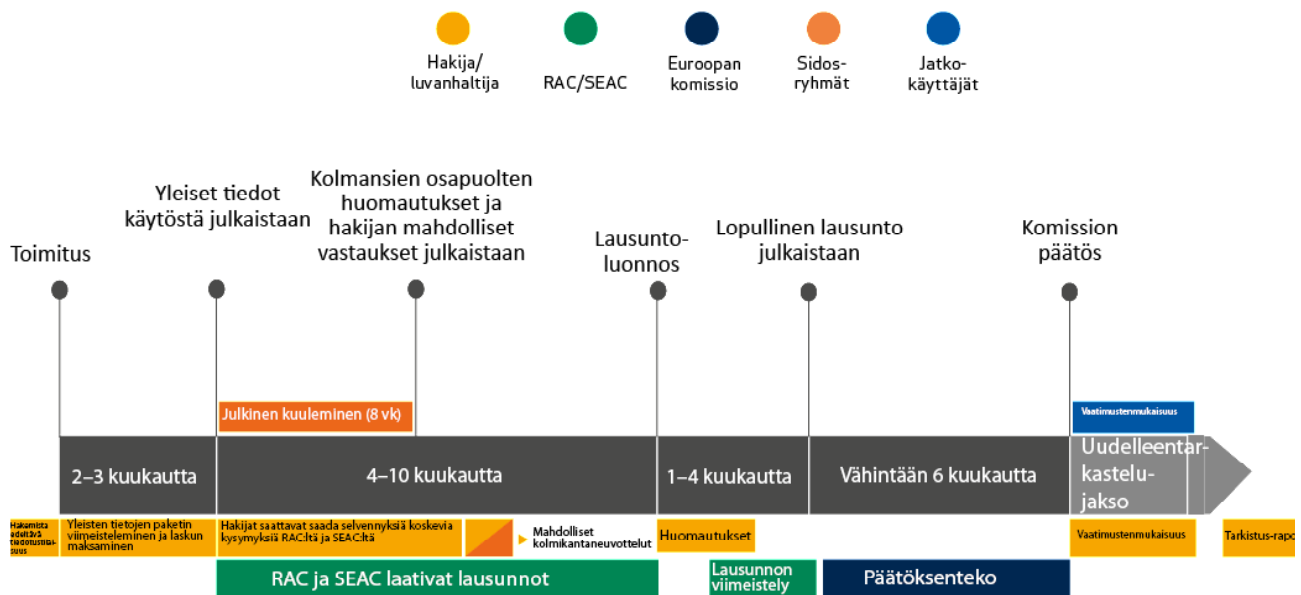 Hakija/
luvanhaltija
RAC/SEAC
Euroopan
komissio
Sidos-
ryhmät
Jatko-
käyttäjät
Toimitus
Yleiset tiedot
käytöstä julkaistaan
Kolmansien osapuolten
huomautukset ja
hakijan mahdolliset
vastaukset julkaistaan
Lausunto-
luonnos
Lopullinen lausunto
julkaistaan
Komission
päätös
Julkinen kuuleminen (8 vk)
Vaatimustenmukaisuus
2–3 kuukautta
4–10 kuukautta
1–4 kuukautta
Vähintään 6 kuukautta
Uudelleentar-
kastelu-
jakso
Hakemista
edeltävä
Yleisten tietojen paketin
viimeisteleminen ja laskun
maksaminen
Hakijat saattavat saada selvennyksiä koskevia
kysymyksiä RAC:ltä ja SEAC:ltä
Mahdolliset
kolmikantaneuvottelut
Huomautukset
Vaatimustenmukaisuus
Tarkistus-rapo
RAC ja SEAC laativat lausunnot
Lausunnon
viimeistely
Päätöksenteko